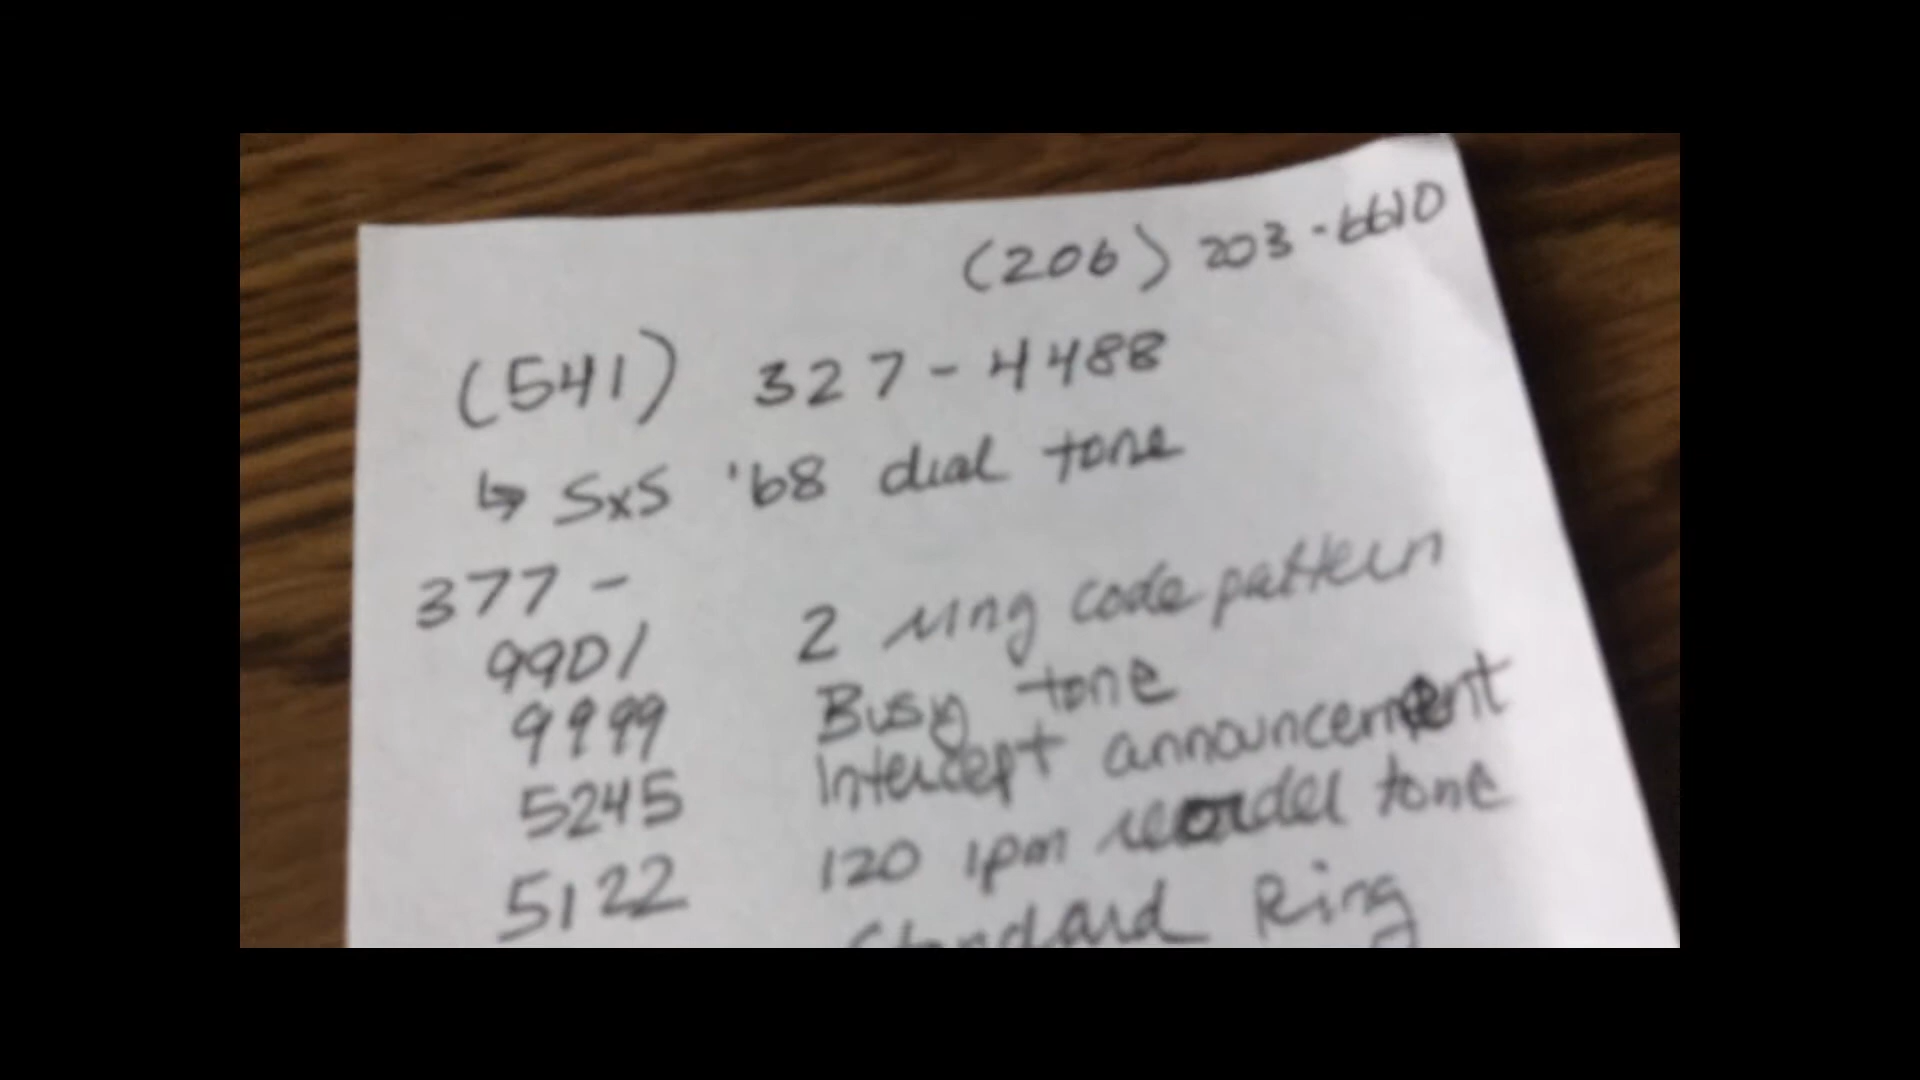 (206) 203-6610
(541) 327-4488
↳ SxS '68 dial tone
377-
9901 2 ring code pattern
9999 Busy tone
5245 Intercept announcement
5122 120 ipm reorder tone
Standard Ring